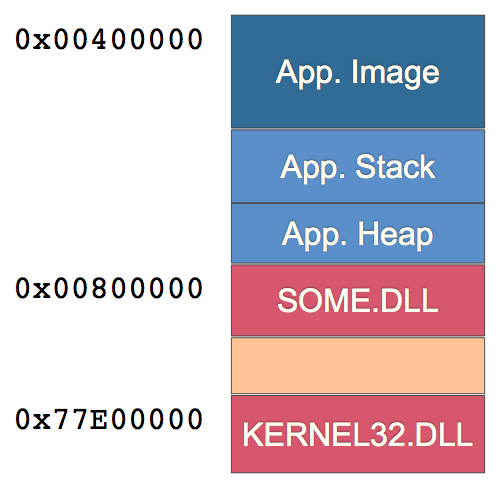 0x00400000
App. Image
App. Stack
App. Heap
0x00800000
SOME.DLL
0x77E00000
KERNEL32.DLL